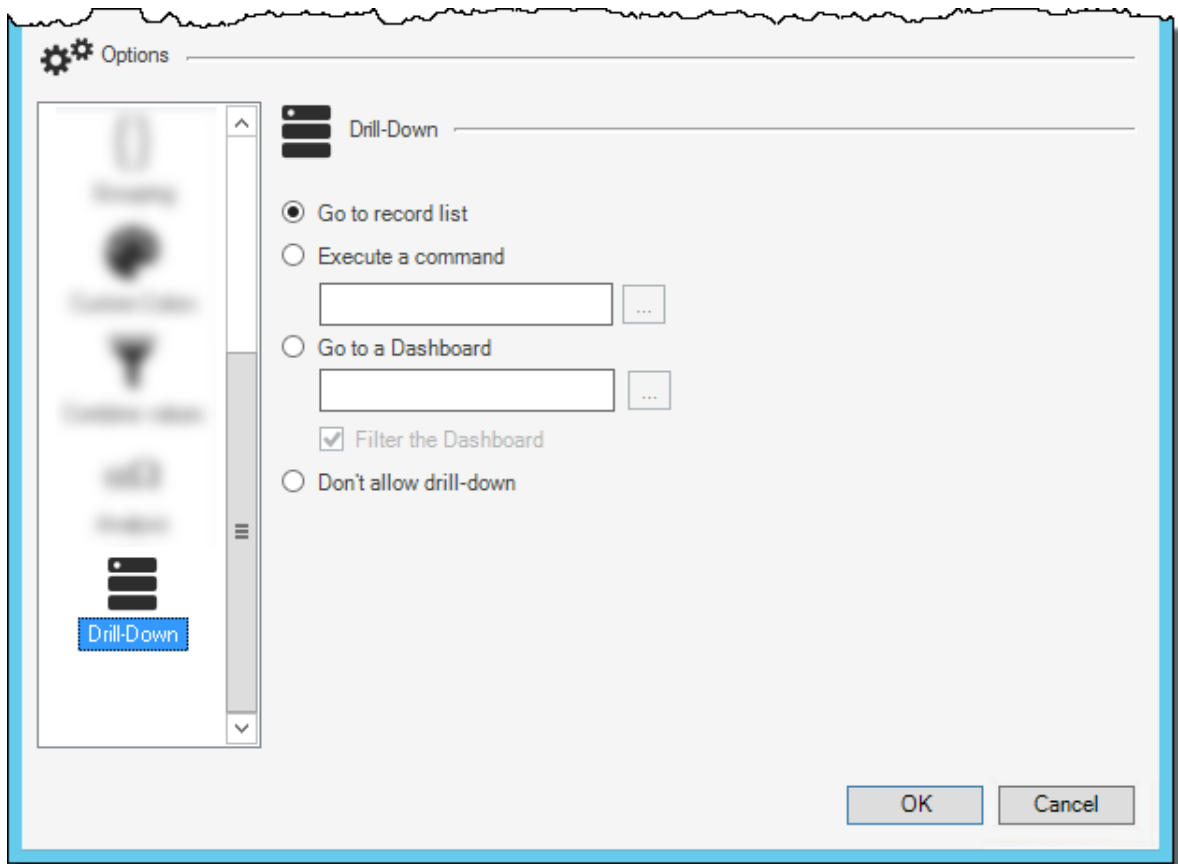 Options
Drill-Down
Go to record list
Execute a command
...
Go to a Dashboard
...
Filter the Dashboard
Don't allow drill-down
Drill-Down
OK
Cancel